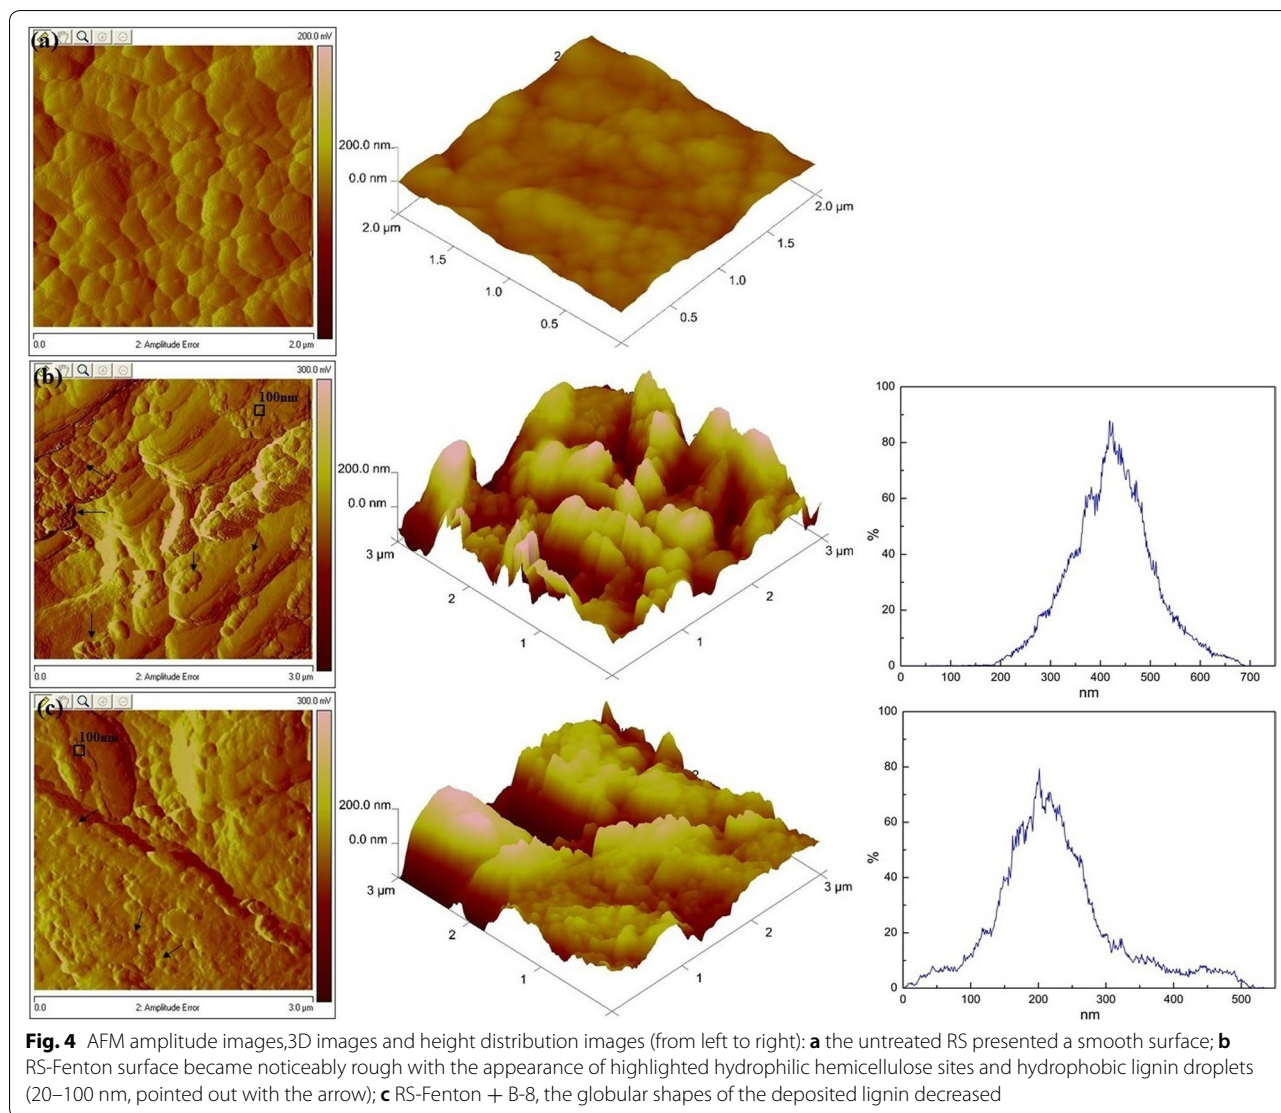 (a)
200.0 mV
0.0
2: Amplitude Error
2.0 µm
2
200.0 nm
0.0 nm
2.0 µm
1.5
1.0
0.5
0.5
1.0
1.5
2.0 µm
(b)
300.0 mV
100nm
0.0
2: Amplitude Error
3.0 µm
200.0 nm
0.0 nm
3 µm
2
1
1
2
3 µm
100
80
60
40
20
0
%
0 100 200 300 400 500 600 700
nm
(c)
300.0 mV
100nm
0.0
2: Amplitude Error
3.0 µm
200.0 nm
0.0 nm
3 µm
2
1
1
2
3 µm
100
80
60
40
20
0
%
0 100 200 300 400 500
nm
Fig. 4 AFM amplitude images,3D images and height distribution images (from left to right): a the untreated RS presented a smooth surface; b
RS-Fenton surface became noticeably rough with the appearance of highlighted hydrophilic hemicellulose sites and hydrophobic lignin droplets
(20–100 nm, pointed out with the arrow); c RS-Fenton + B-8, the globular shapes of the deposited lignin decreased